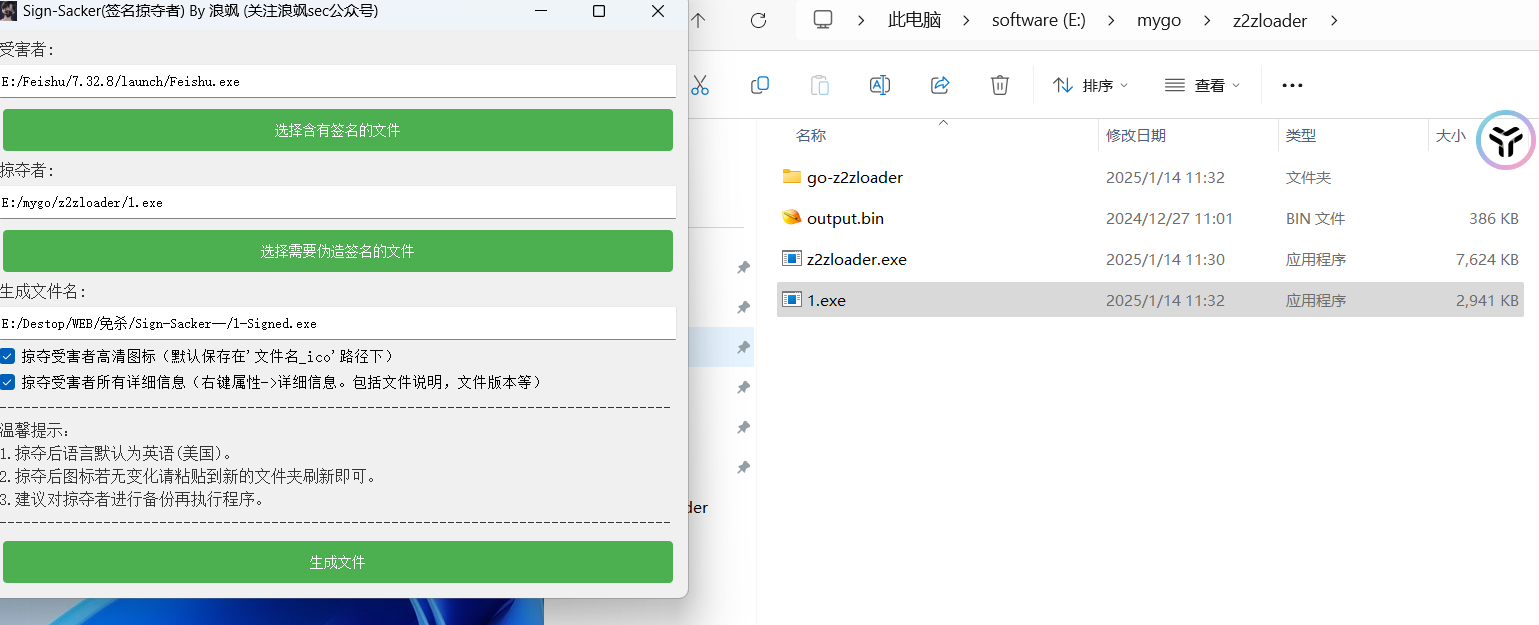 Sign-Sacker(签名掠夺者) By 浪飒 (关注浪飒sec公众号)
受害者：
E:/Feishu/7.32.8/launch/Feishu.exe
选择含有签名的文件
掠夺者：
E:/mygo/z2zloader/1.exe
选择需要伪造签名的文件
生成文件名：
E:/Destop/WEB/免杀/Sign-Sacker—/1-Signed.exe
掠夺受害者高清图标（默认保存在'文件名_ico'路径下）
掠夺受害者所有详细信息（右键属性->详细信息。包括文件说明，文件版本等）
温馨提示：
1.掠夺后语言默认为英语(美国)。
2.掠夺后图标若无变化请粘贴到新的文件夹刷新即可。
3.建议对掠夺者进行备份再执行程序。
生成文件
此电脑 > software (E:) > mygo > z2zloader >
排序 查看
名称 修改日期 类型 大小
go-z2zloader 2025/1/14 11:32 文件夹
output.bin 2024/12/27 11:01 BIN 文件 386 KB
z2zloader.exe 2025/1/14 11:30 应用程序 7,624 KB
1.exe 2025/1/14 11:32 应用程序 2,941 KB
der